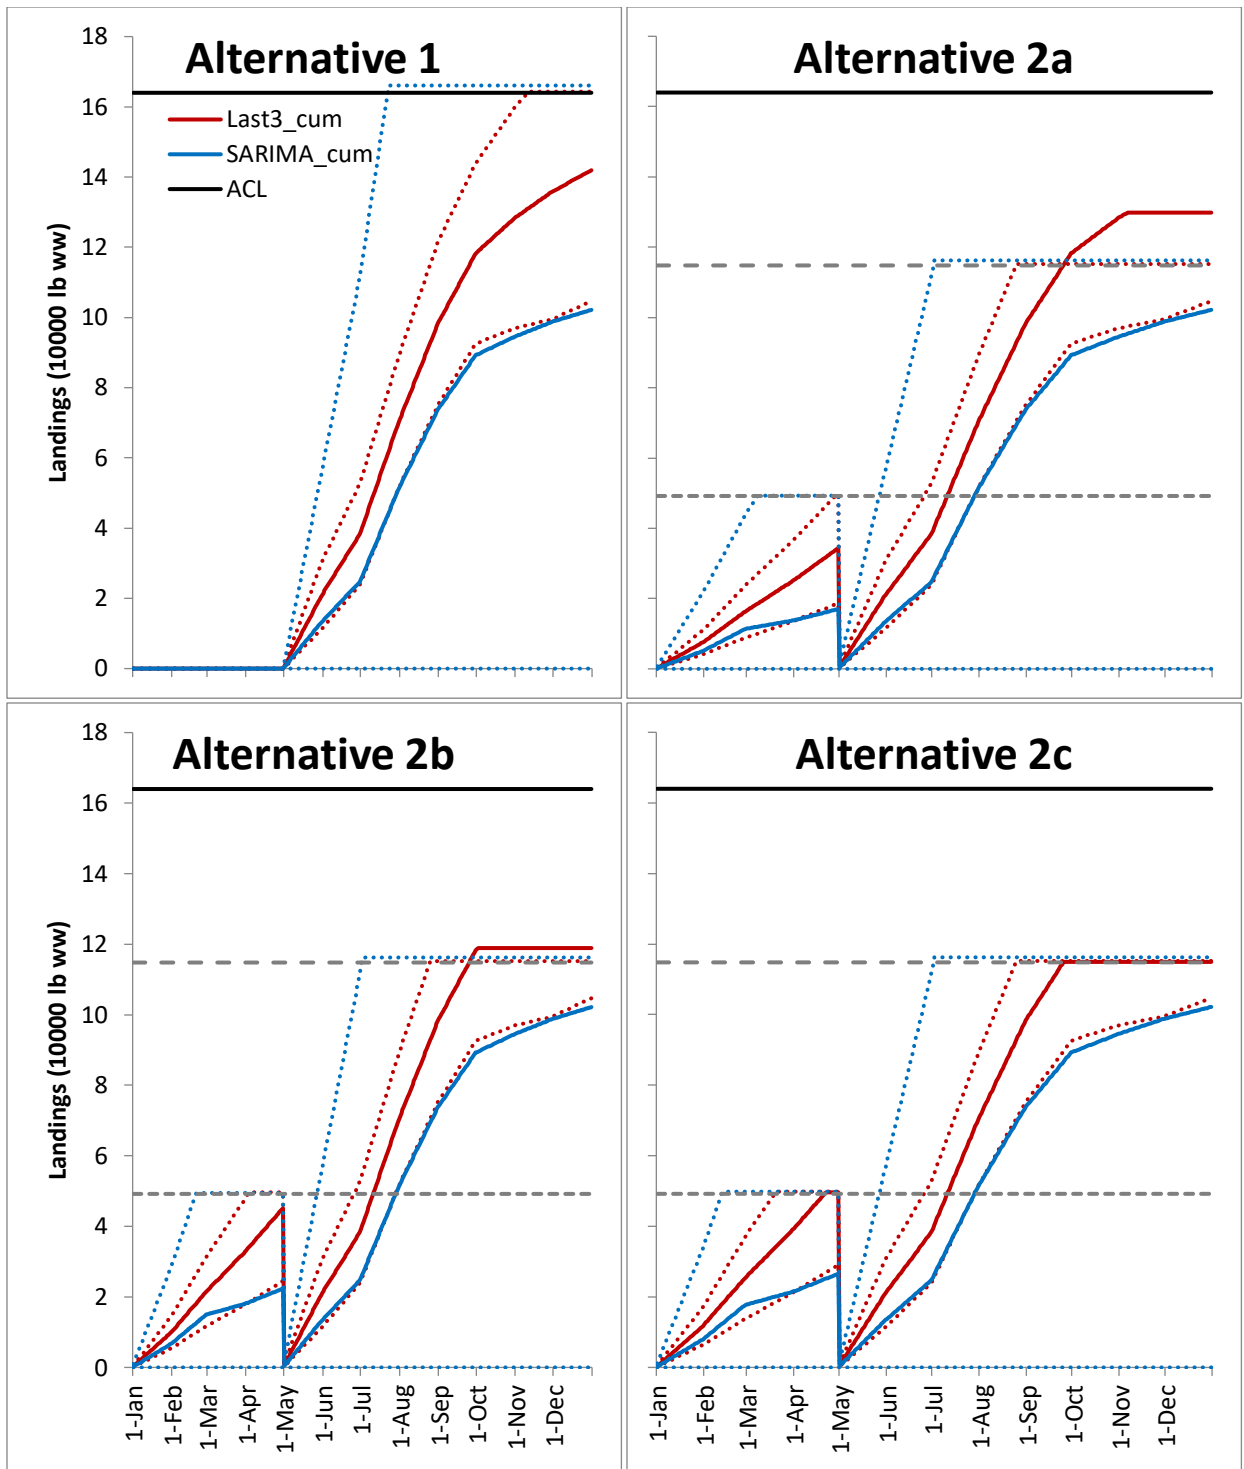 Alternative 1
Landings (10000 lb ww)
18
16
14
12
10
8
6
4
2
0
Last3_cum
SARIMA_cum
ACL
Alternative 2a
Alternative 2b
Landings (10000 lb ww)
18
16
14
12
10
8
6
4
2
0
1-Jan
1-Feb
1-Mar
1-Apr
1-May
1-Jun
1-Jul
1-Aug
1-Sep
1-Oct
1-Nov
1-Dec
Alternative 2c
1-Jan
1-Feb
1-Mar
1-Apr
1-May
1-Jun
1-Jul
1-Aug
1-Sep
1-Oct
1-Nov
1-Dec